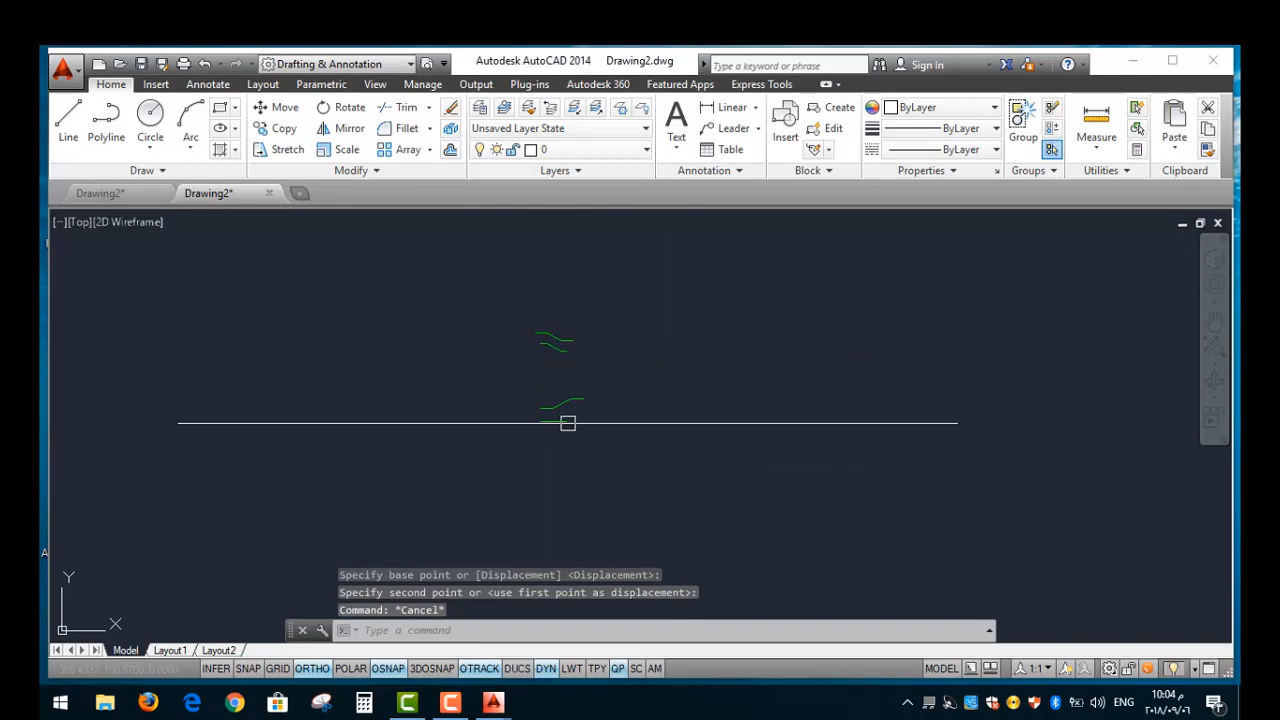 Drafting & Annotation
Autodesk AutoCAD 2014 Drawing2.dwg
Type a keyword or phrase
Sign In
Home Insert Annotate Layout Parametric View Manage Output Plug-ins Autodesk 360 Featured Apps Express Tools
Line Polyline Circle Arc
Move Rotate Trim
Copy Mirror Fillet
Stretch Scale Array
Unsaved Layer State
0
Text
Linear
Leader
Table
Insert
Create
Edit
ByLayer
ByLayer
ByLayer
Group
Measure
Paste
Draw Modify Layers Annotation Block Properties Groups Utilities Clipboard
Drawing2* Drawing2*
[−][Top][2D Wireframe]
A
Y
X
Specify base point or [Displacement] <Displacement>:
Specify second point or <use first point as displacement>:
Command: *Cancel*
Type a command
Model Layout1 Layout2
INFER SNAP GRID ORTHO POLAR OSNAP 3DOSNAP OTRACK DUCS DYN LWT TPY QP SC AM
MODEL 1:1
ENG
١٠:٠٤ م
٢٠١٨/٠٩/٠٦